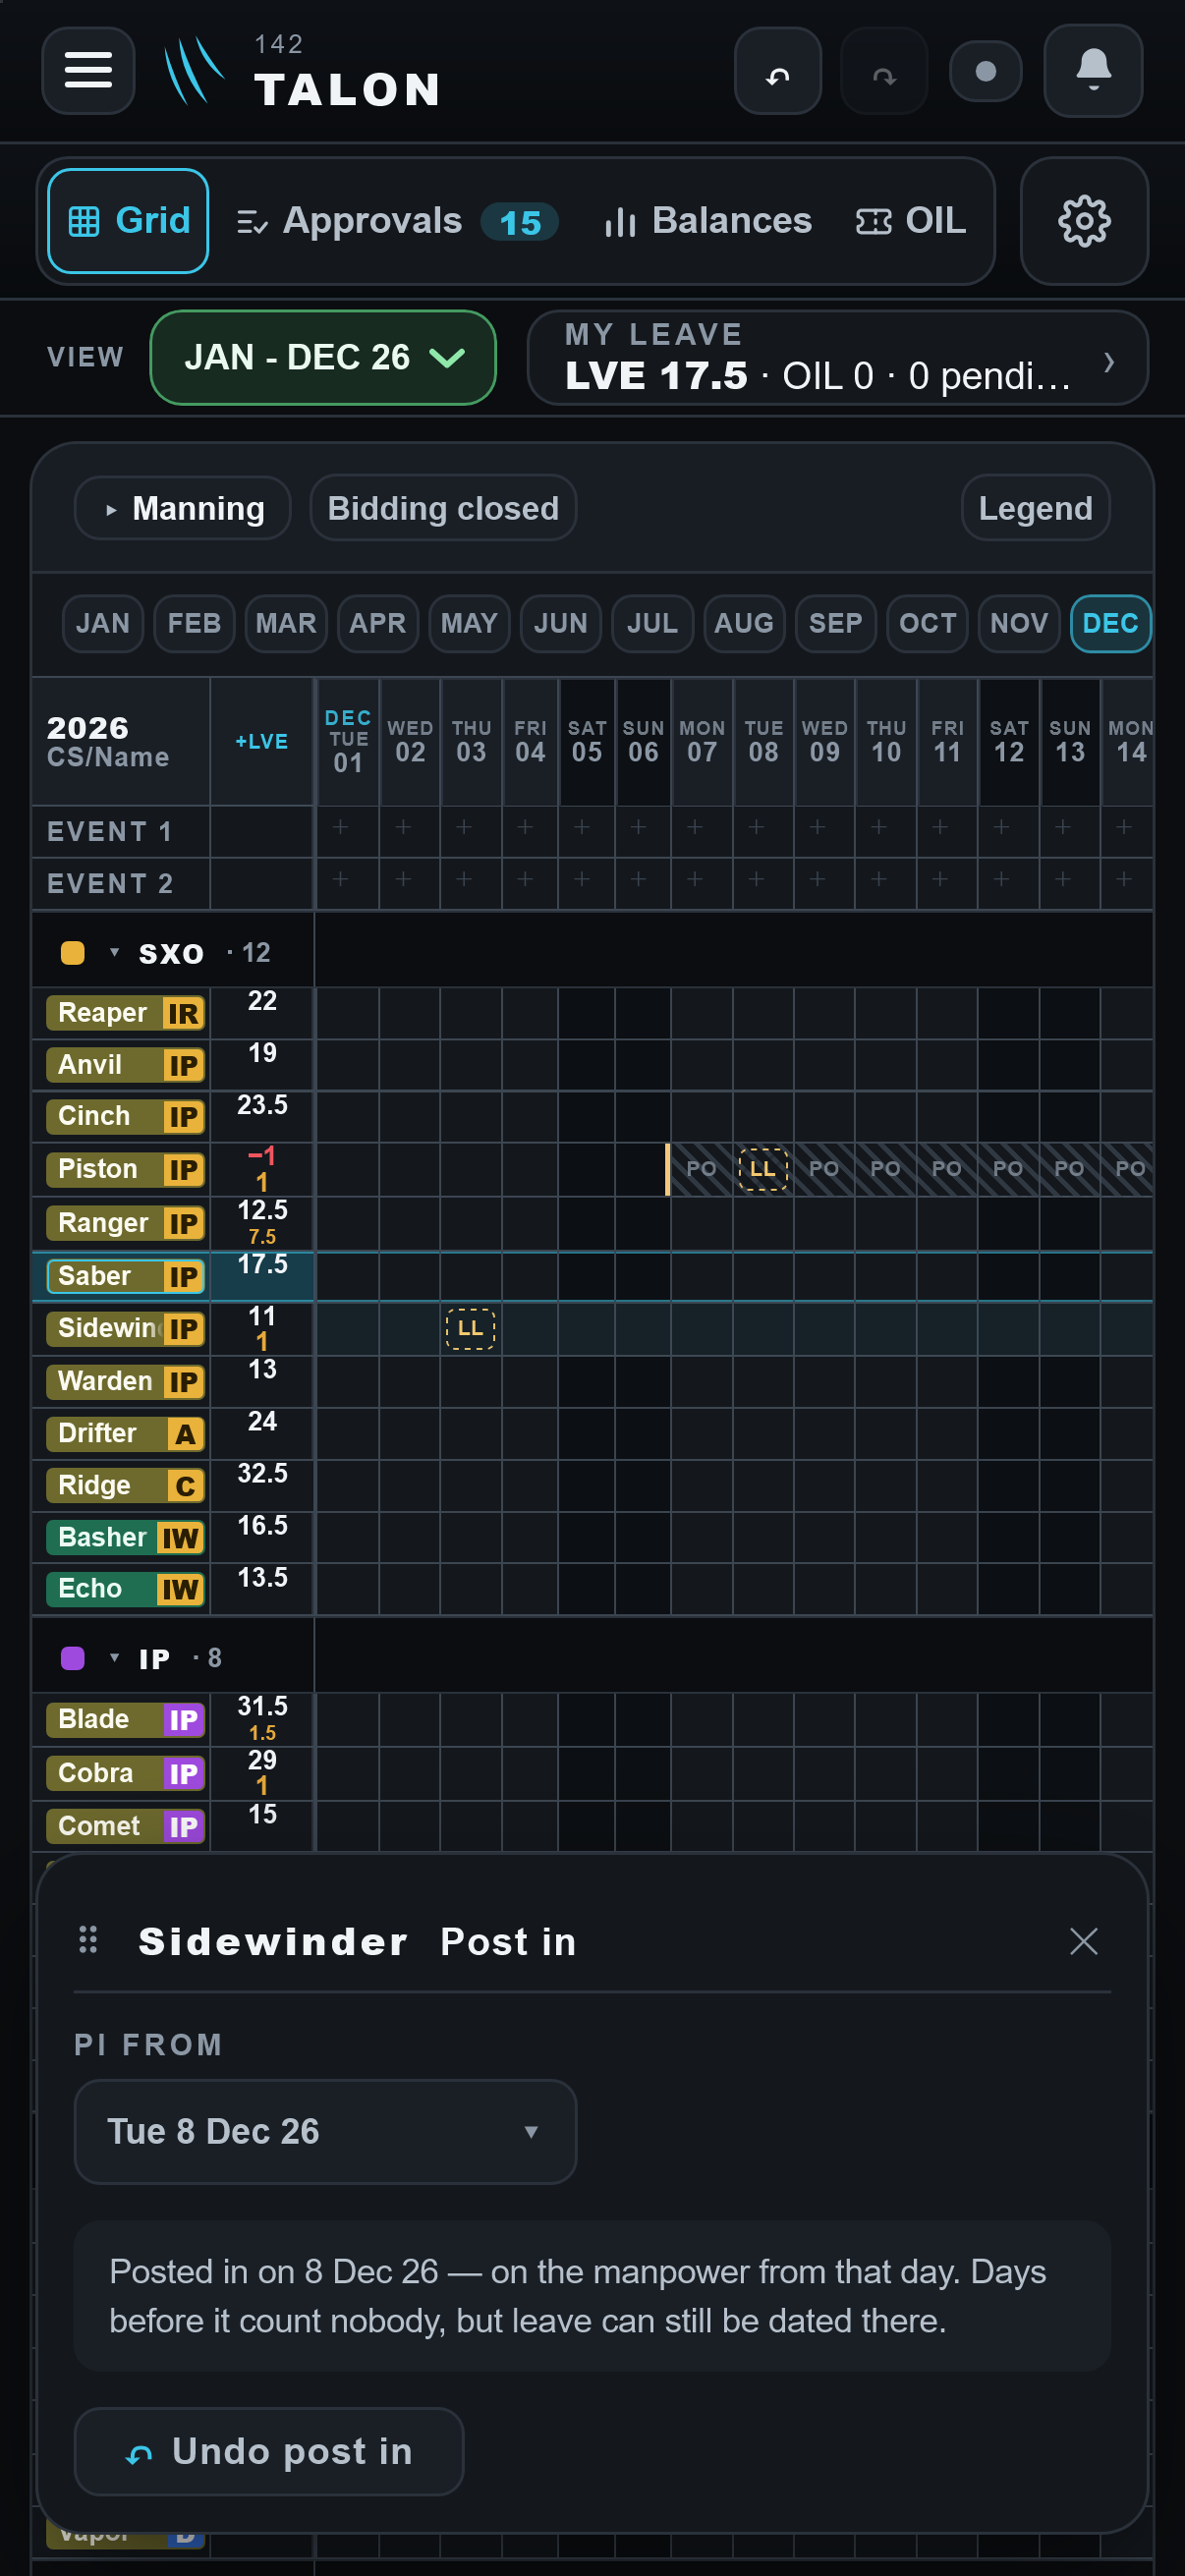 142
TALON
Grid
Approvals 15
Balances
OIL
VIEW
JAN - DEC 26
MY LEAVE
LVE 17.5 · OIL 0 · 0 pendi...
Manning
Bidding closed
Legend
JAN FEB MAR APR MAY JUN JUL AUG SEP OCT NOV DEC
2026
CS/Name
+LVE
DEC TUE 01
WED 02
THU 03
FRI 04
SAT 05
SUN 06
MON 07
TUE 08
WED 09
THU 10
FRI 11
SAT 12
SUN 13
MON 14
EVENT 1 + + + + + + + + + + + + + +
EVENT 2 + + + + + + + + + + + + + +
SXO · 12
Reaper IR 22
Anvil IP 19
Cinch IP 23.5
Piston IP −1 1 PO LL PO PO PO PO PO PO
Ranger IP 12.5 7.5
Saber IP 17.5
Sidewin IP 11 1 LL
Warden IP 13
Drifter A 24
Ridge C 32.5
Basher IW 16.5
Echo IW 13.5
IP · 8
Blade IP 31.5 1.5
Cobra IP 29 1
Comet IP 15
Sidewinder Post in
PI FROM
Tue 8 Dec 26
Posted in on 8 Dec 26 — on the manpower from that day. Days
before it count nobody, but leave can still be dated there.
Undo post in